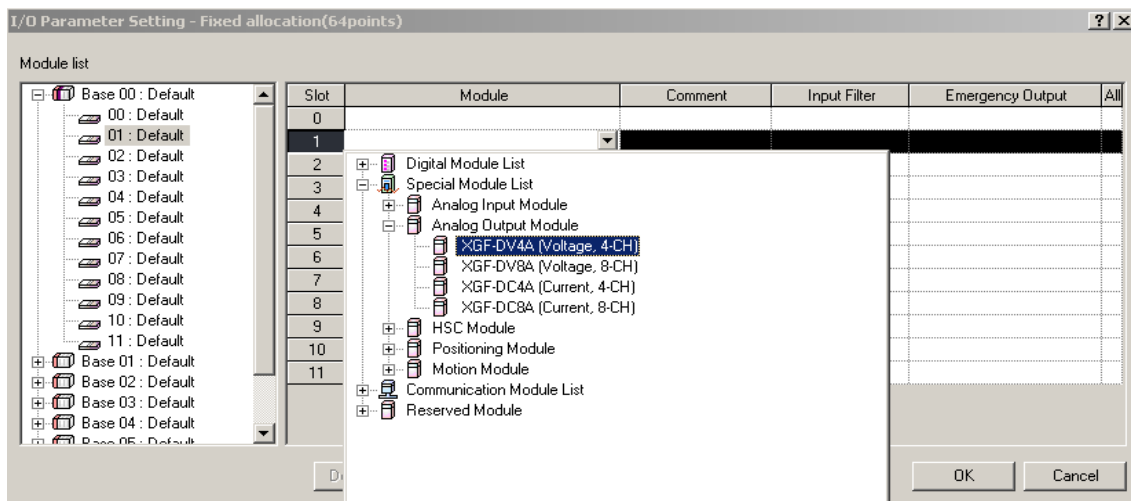 I/O Parameter Setting - Fixed allocation(64points)
Module list
Base 00 : Default
00 : Default
01 : Default
02 : Default
03 : Default
04 : Default
05 : Default
06 : Default
07 : Default
08 : Default
09 : Default
10 : Default
11 : Default
Base 01 : Default
Base 02 : Default
Base 03 : Default
Base 04 : Default
Base 05 : Default
Slot Module Comment Input Filter Emergency Output All
0
1
2
3
4
5
6
7
8
9
10
11
Digital Module List
Special Module List
Analog Input Module
Analog Output Module
XGF-DV4A (Voltage, 4-CH)
XGF-DV8A (Voltage, 8-CH)
XGF-DC4A (Current, 4-CH)
XGF-DC8A (Current, 8-CH)
HSC Module
Positioning Module
Motion Module
Communication Module List
Reserved Module
OK Cancel